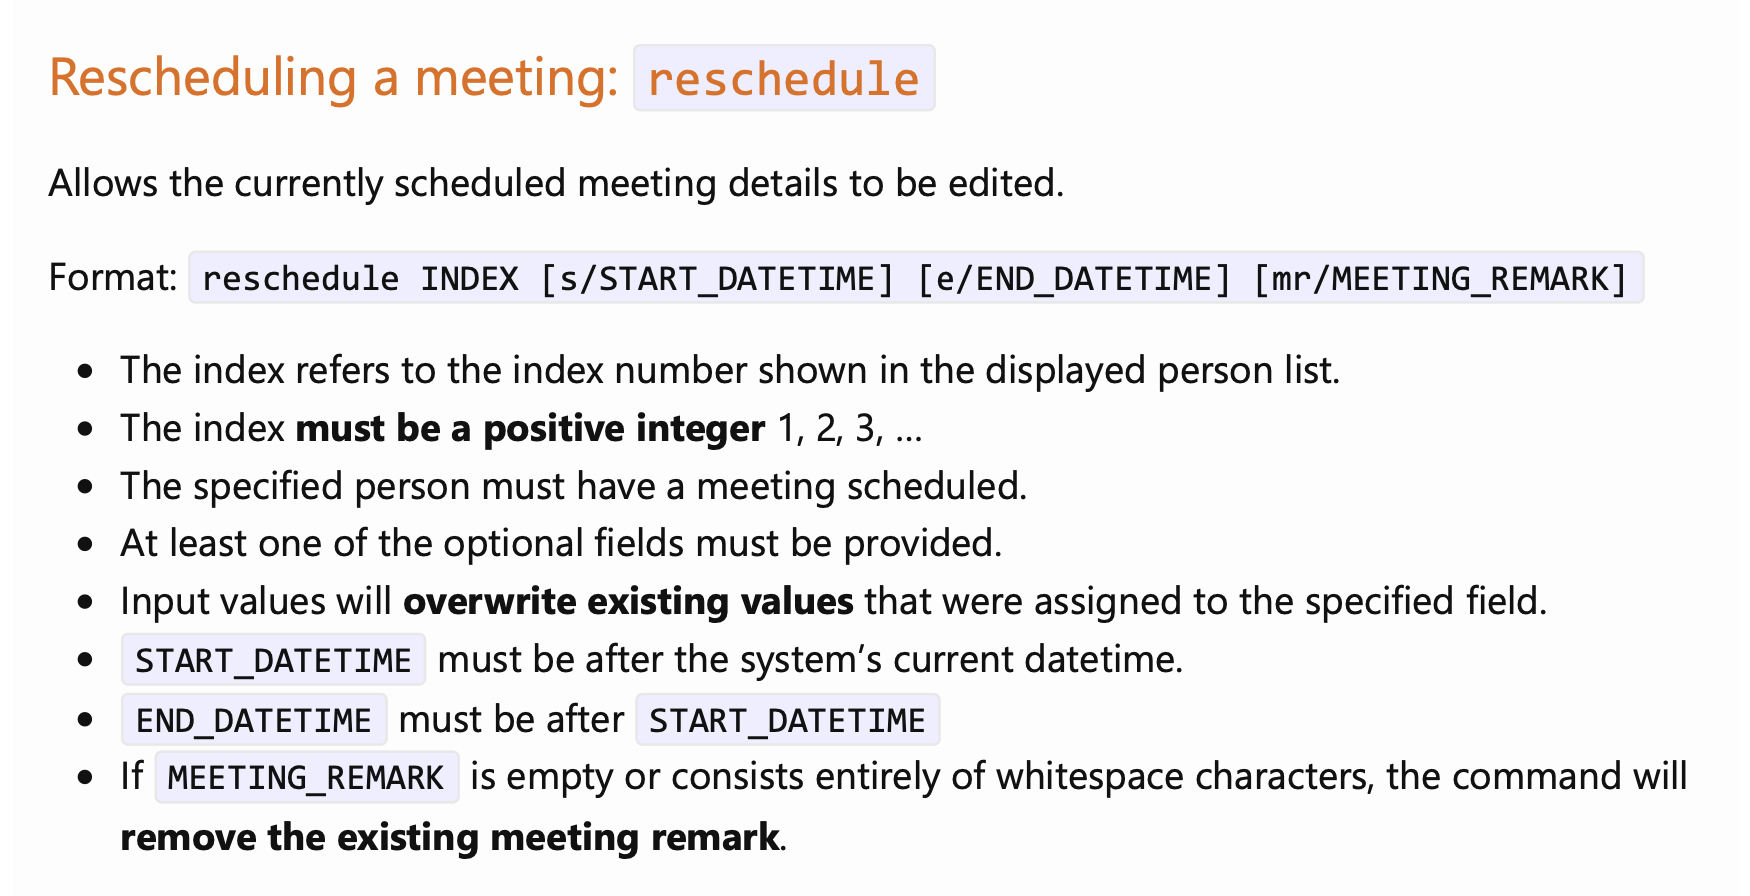 Rescheduling a meeting: reschedule
Allows the currently scheduled meeting details to be edited.
Format: reschedule INDEX [s/START_DATETIME] [e/END_DATETIME] [mr/MEETING_REMARK]
• The index refers to the index number shown in the displayed person list.
• The index must be a positive integer 1, 2, 3, …
• The specified person must have a meeting scheduled.
• At least one of the optional fields must be provided.
• Input values will overwrite existing values that were assigned to the specified field.
• START_DATETIME must be after the system’s current datetime.
• END_DATETIME must be after START_DATETIME
• If MEETING_REMARK is empty or consists entirely of whitespace characters, the command will
remove the existing meeting remark.